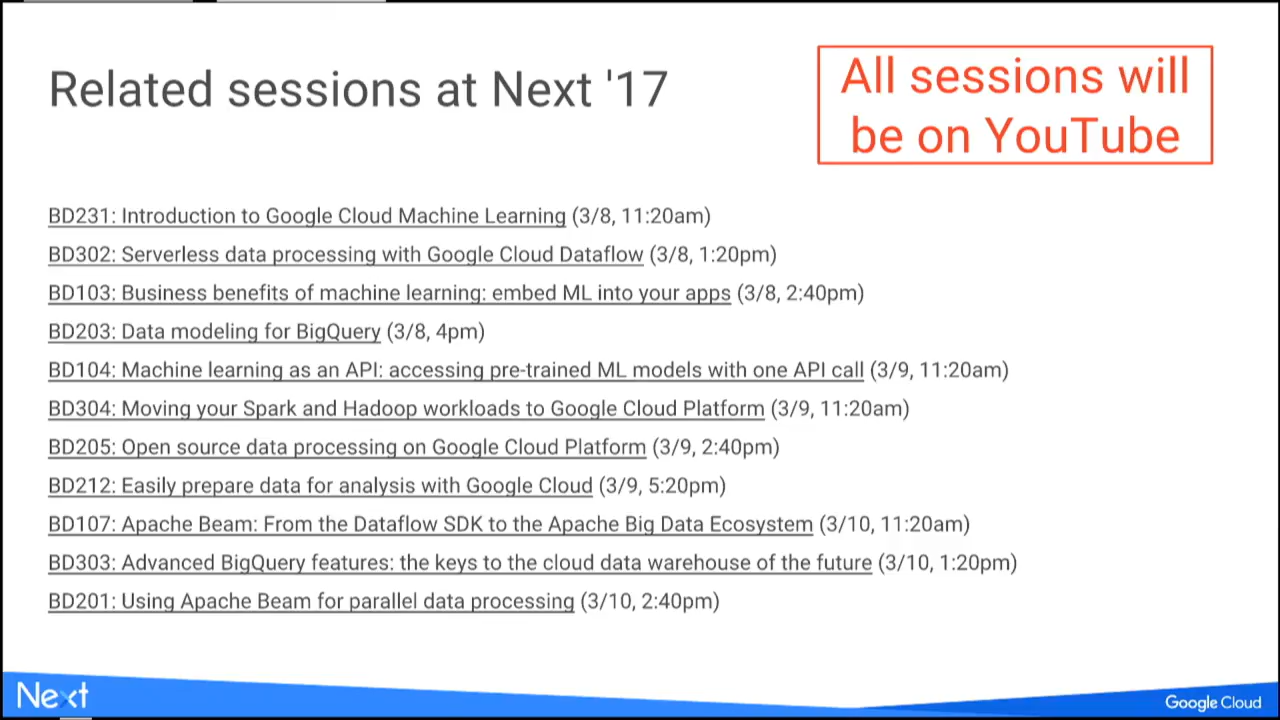 Related sessions at Next '17
All sessions will
be on YouTube
BD231: Introduction to Google Cloud Machine Learning (3/8, 11:20am)
BD302: Serverless data processing with Google Cloud Dataflow (3/8, 1:20pm)
BD103: Business benefits of machine learning: embed ML into your apps (3/8, 2:40pm)
BD203: Data modeling for BigQuery (3/8, 4pm)
BD104: Machine learning as an API: accessing pre-trained ML models with one API call (3/9, 11:20am)
BD304: Moving your Spark and Hadoop workloads to Google Cloud Platform (3/9, 11:20am)
BD205: Open source data processing on Google Cloud Platform (3/9, 2:40pm)
BD212: Easily prepare data for analysis with Google Cloud (3/9, 5:20pm)
BD107: Apache Beam: From the Dataflow SDK to the Apache Big Data Ecosystem (3/10, 11:20am)
BD303: Advanced BigQuery features: the keys to the cloud data warehouse of the future (3/10, 1:20pm)
BD201: Using Apache Beam for parallel data processing (3/10, 2:40pm)
Next
Google Cloud